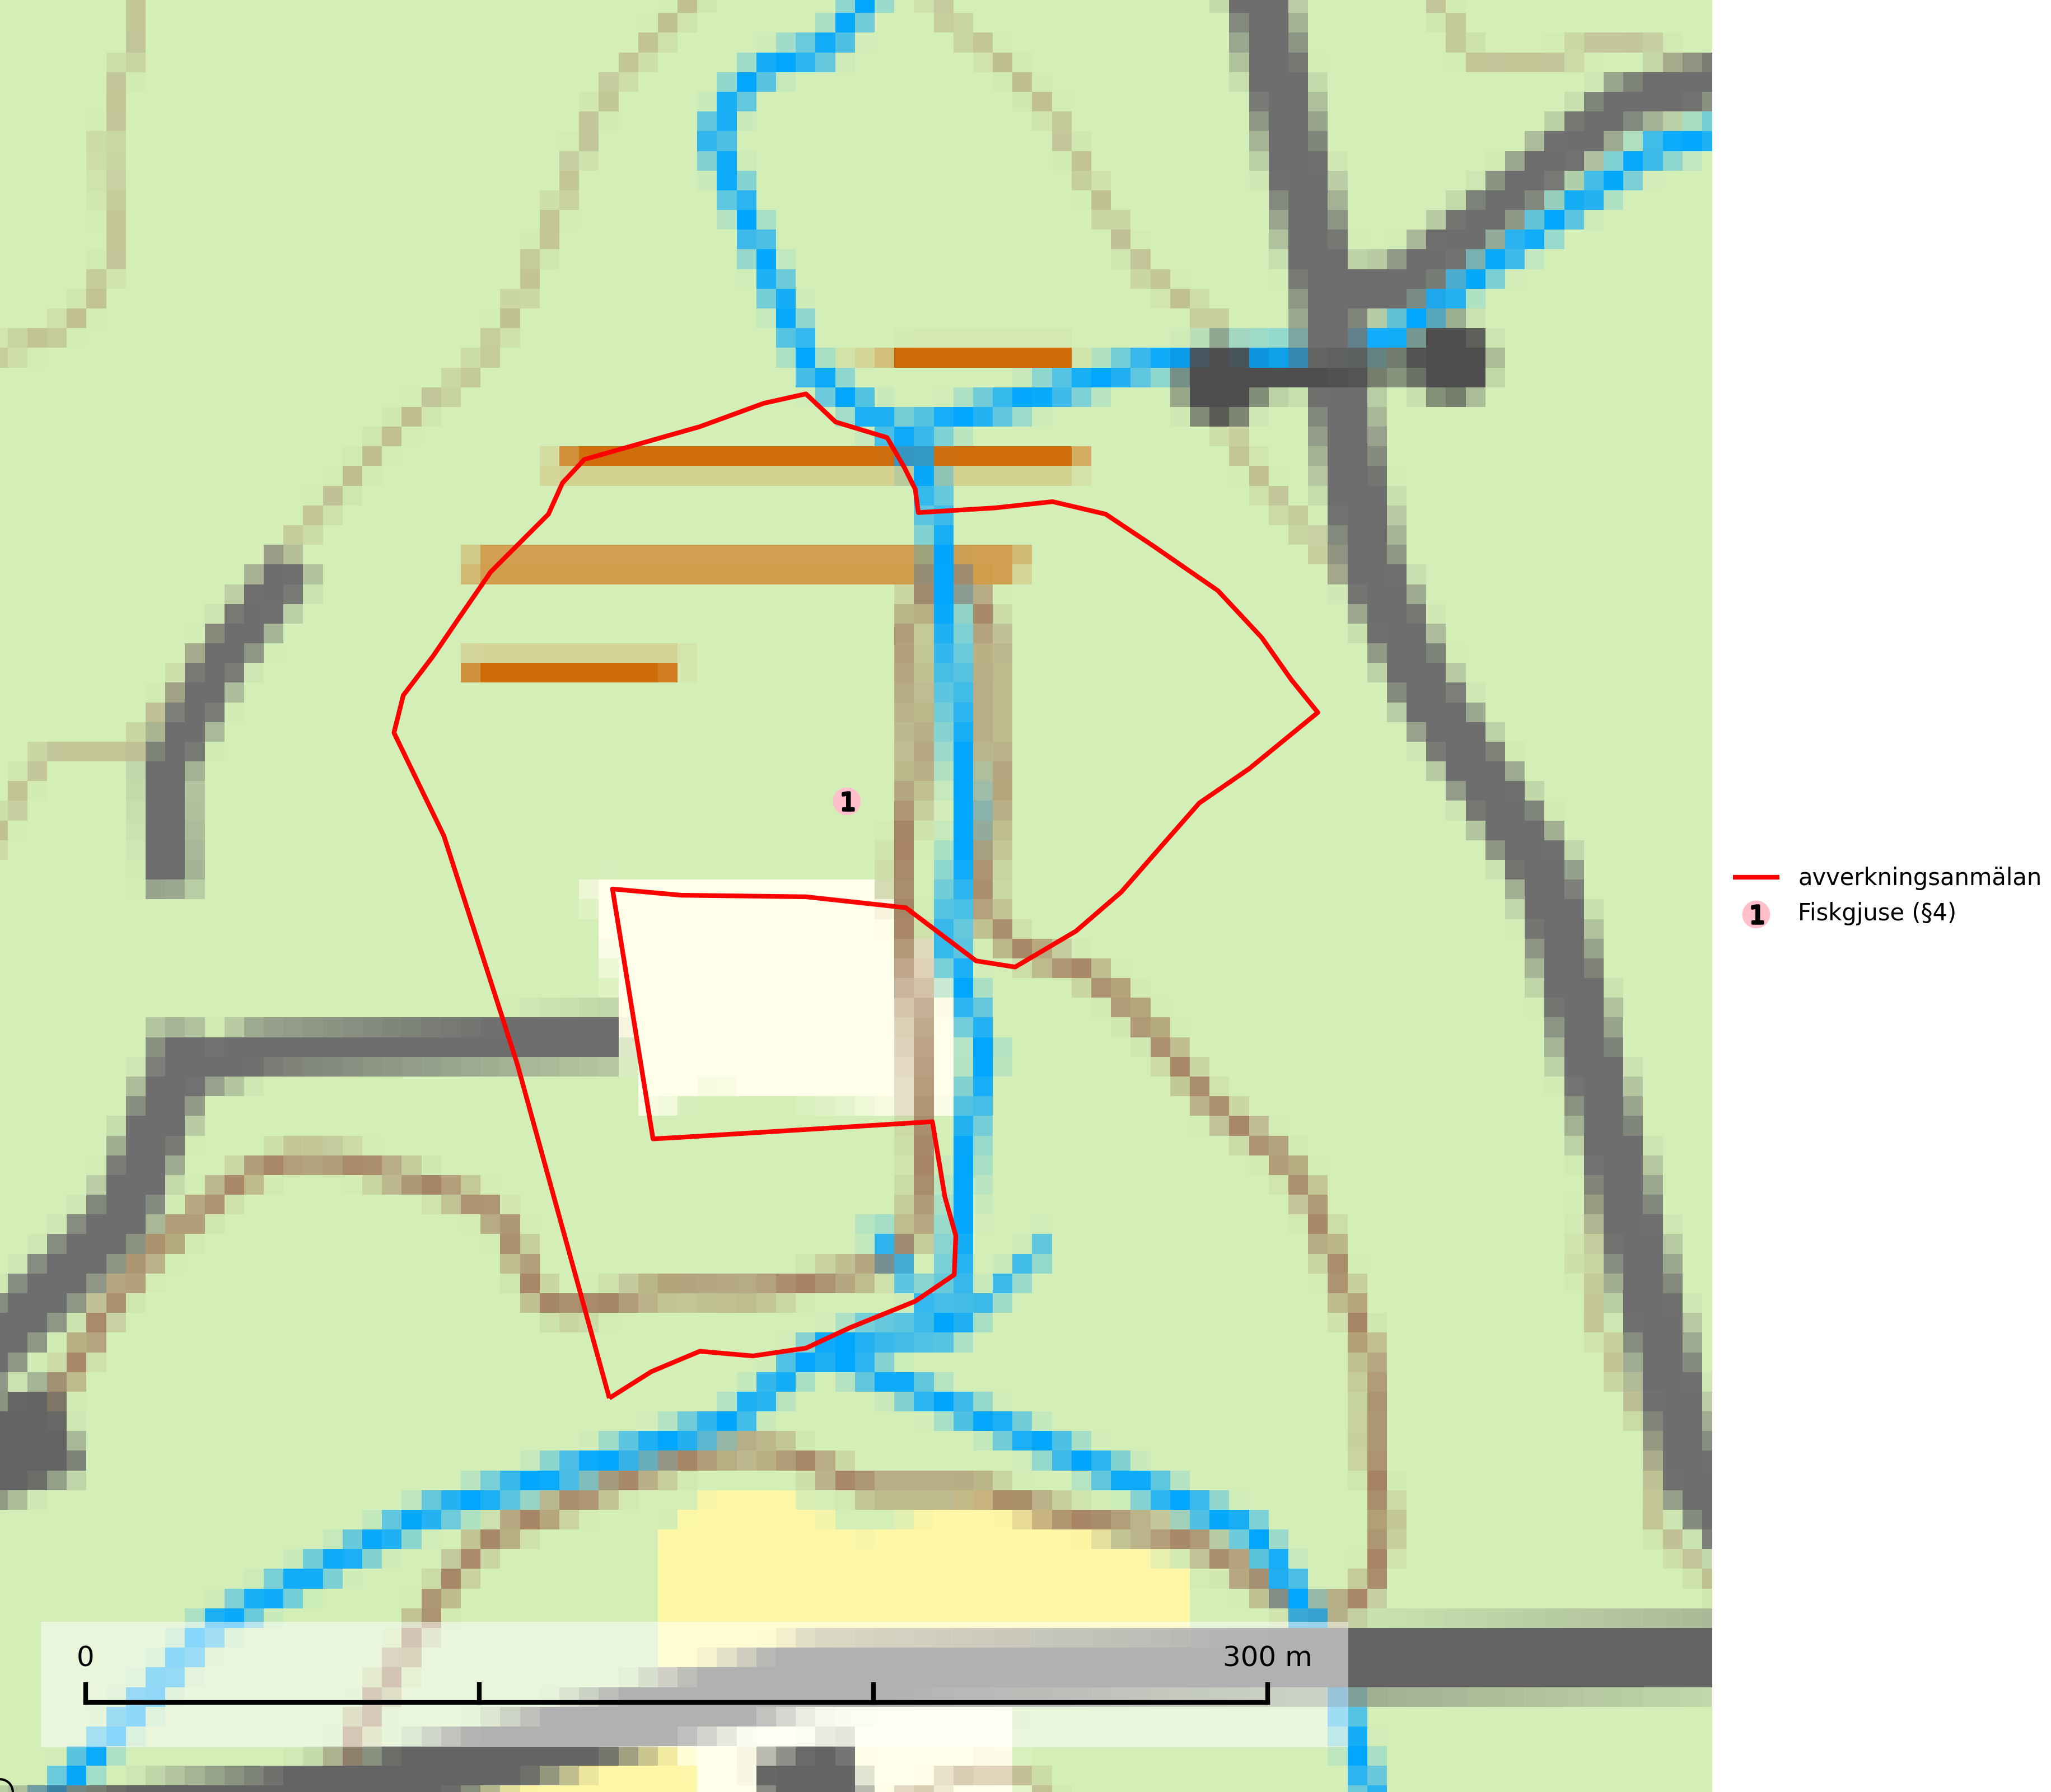 1
avverkningsanmälan
1 Fiskgjuse (§4)
0 300 m